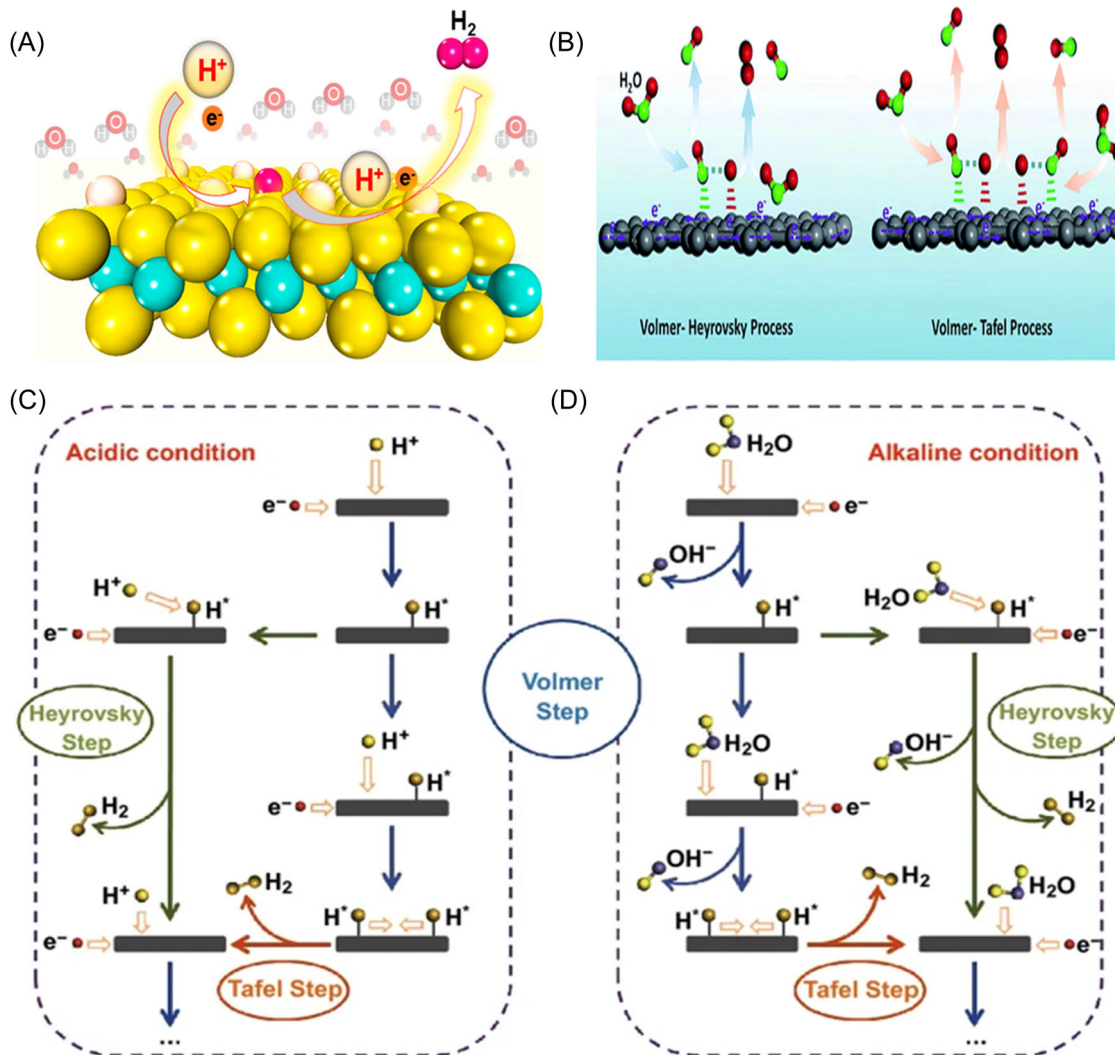 (A)
H₂
H⁺
e⁻
H⁺
e⁻
O
H H
O
H H
O
H H
O
H H
O
H H
(B)
H₂O
e⁻
e⁻
e⁻
e⁻
e⁻
e⁻
e⁻
e⁻
Volmer- Heyrovsky Process
Volmer- Tafel Process
(C)
Acidic condition
H⁺
e⁻
H⁺
H*
e⁻
H*
Heyrovsky
Step
H⁺
H*
e⁻
H₂
H⁺
H₂
H*
H*
e⁻
Tafel Step
...
Volmer
Step
(D)
Alkaline condition
H₂O
e⁻
OH⁻
H*
H₂O
H*
e⁻
H₂O
H*
e⁻
OH⁻
Heyrovsky
Step
OH⁻
H₂
H₂
H₂O
H*
H*
e⁻
Tafel Step
...